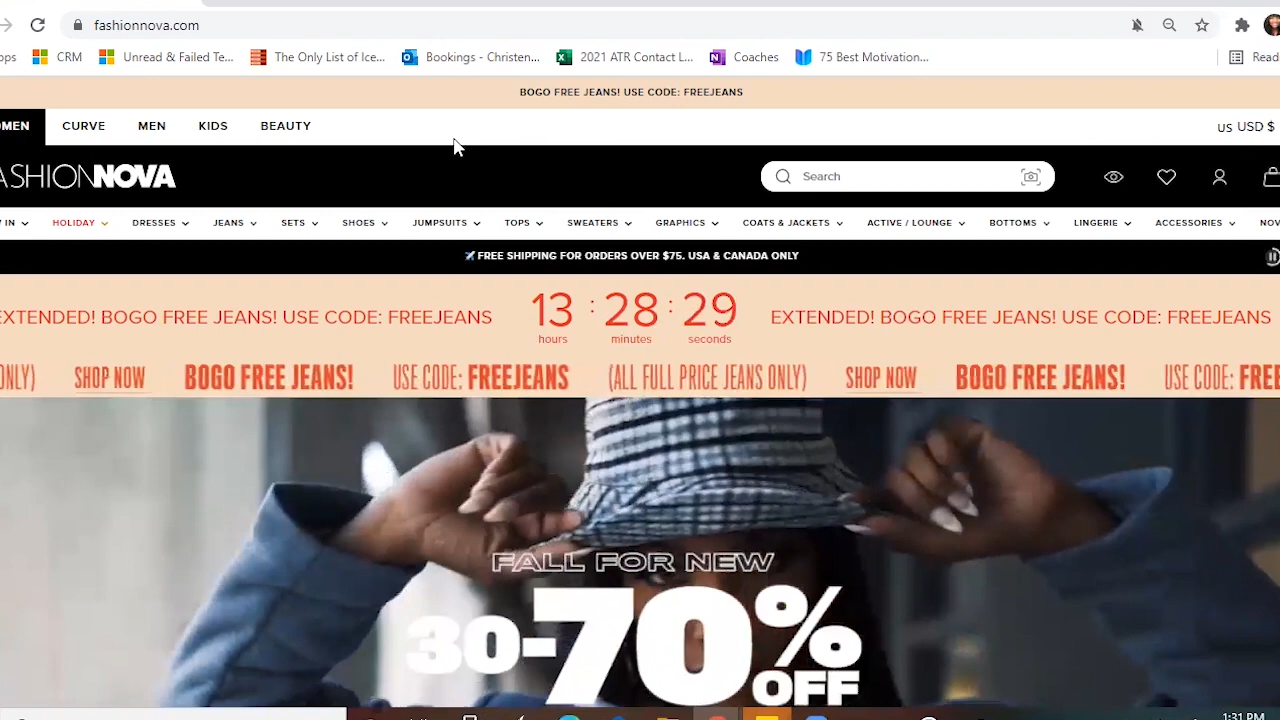 fashionnova.com
CRM Unread & Failed Te... The Only List of Ice... Bookings - Christen... 2021 ATR Contact L... Coaches 75 Best Motivation...
BOGO FREE JEANS! USE CODE: FREEJEANS
CURVE MEN KIDS BEAUTY US USD $
ASHIONNOVA Search
IN HOLIDAY DRESSES JEANS SETS SHOES JUMPSUITS TOPS SWEATERS GRAPHICS COATS & JACKETS ACTIVE / LOUNGE BOTTOMS LINGERIE ACCESSORIES
FREE SHIPPING FOR ORDERS OVER $75. USA & CANADA ONLY
EXTENDED! BOGO FREE JEANS! USE CODE: FREEJEANS 13 : 28 : 29 EXTENDED! BOGO FREE JEANS! USE CODE: FREEJEANS
hours minutes seconds
ONLY) SHOP NOW BOGO FREE JEANS! USE CODE: FREEJEANS (ALL FULL PRICE JEANS ONLY) SHOP NOW BOGO FREE JEANS! USE CODE:
FALL FOR NEW
30-70% OFF
1:31 PM